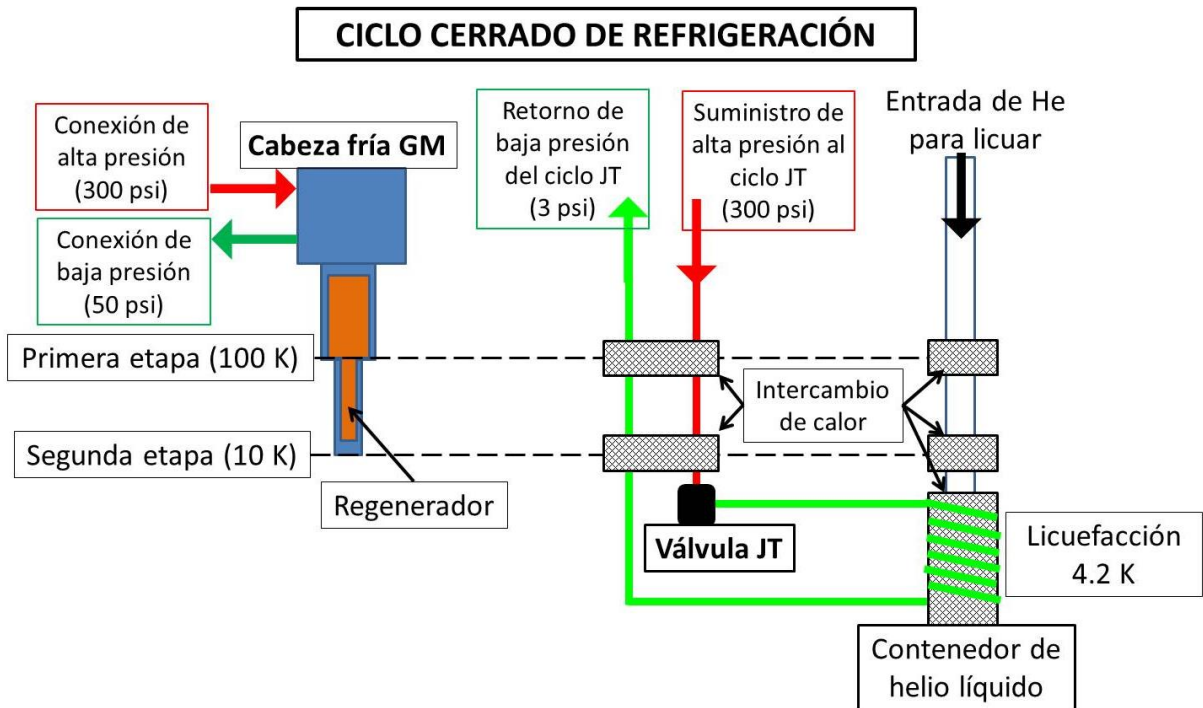 CICLO CERRADO DE REFRIGERACIÓN
Conexión de
alta presión
(300 psi)
Cabeza fría GM
Retorno de
baja presión
del ciclo JT
(3 psi)
Suministro de
alta presión al
ciclo JT
(300 psi)
Entrada de He
para licuar
Conexión de
baja presión
(50 psi)
Primera etapa (100 K)
Intercambio
de calor
Segunda etapa (10 K)
Regenerador
Válvula JT
Licuefacción
4.2 K
Contenedor de
helio líquido